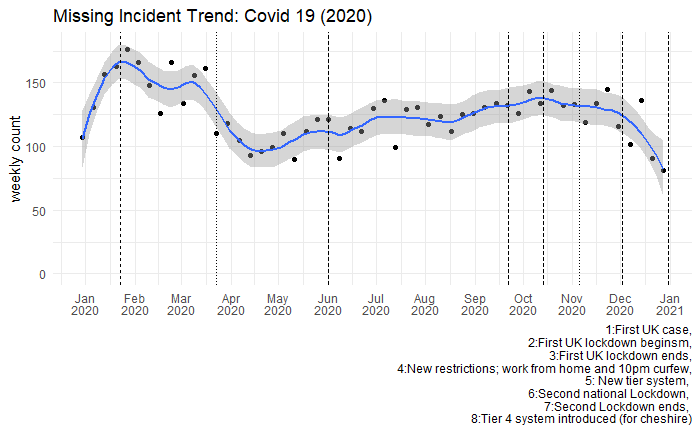 Missing Incident Trend: Covid 19 (2020)
weekly count
150
100
50
0
Jan Feb Mar Apr May Jun Jul Aug Sep Oct Nov Dec Jan
2020 2020 2020 2020 2020 2020 2020 2020 2020 2020 2020 2020 2021
1:First UK case,
2:First UK lockdown beginsm,
3:First UK lockdown ends,
4:New restrictions; work from home and 10pm curfew,
5: New tier system,
6:Second national Lockdown,
7:Second Lockdown ends,
8:Tier 4 system introduced (for cheshire)